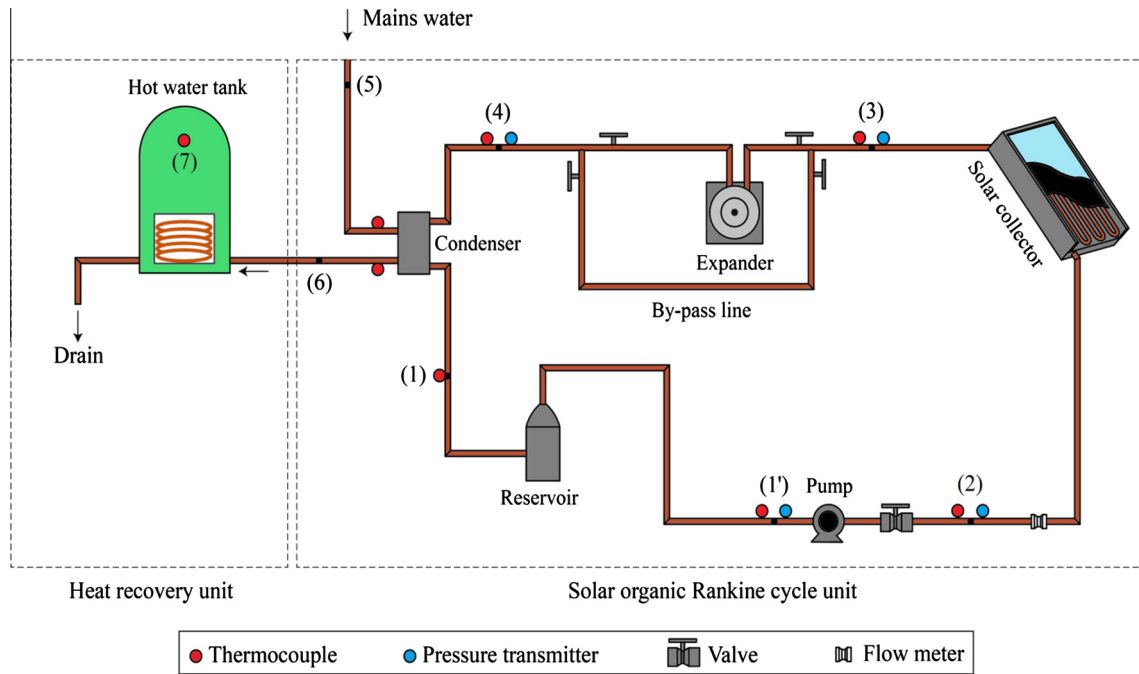 Mains water
Hot water tank
(5)
(4)
(3)
(7)
Solar collector
Condenser
Expander
(6)
By-pass line
Drain
(1)
Reservoir
(1')
Pump
(2)
Heat recovery unit
Solar organic Rankine cycle unit
Thermocouple
Pressure transmitter
Valve
Flow meter